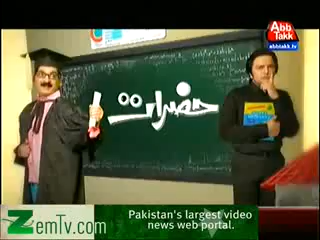 Abb
Takk
abbtakk.tv
حضرات
ZemTv.com
Pakistan's largest video
news web portal.